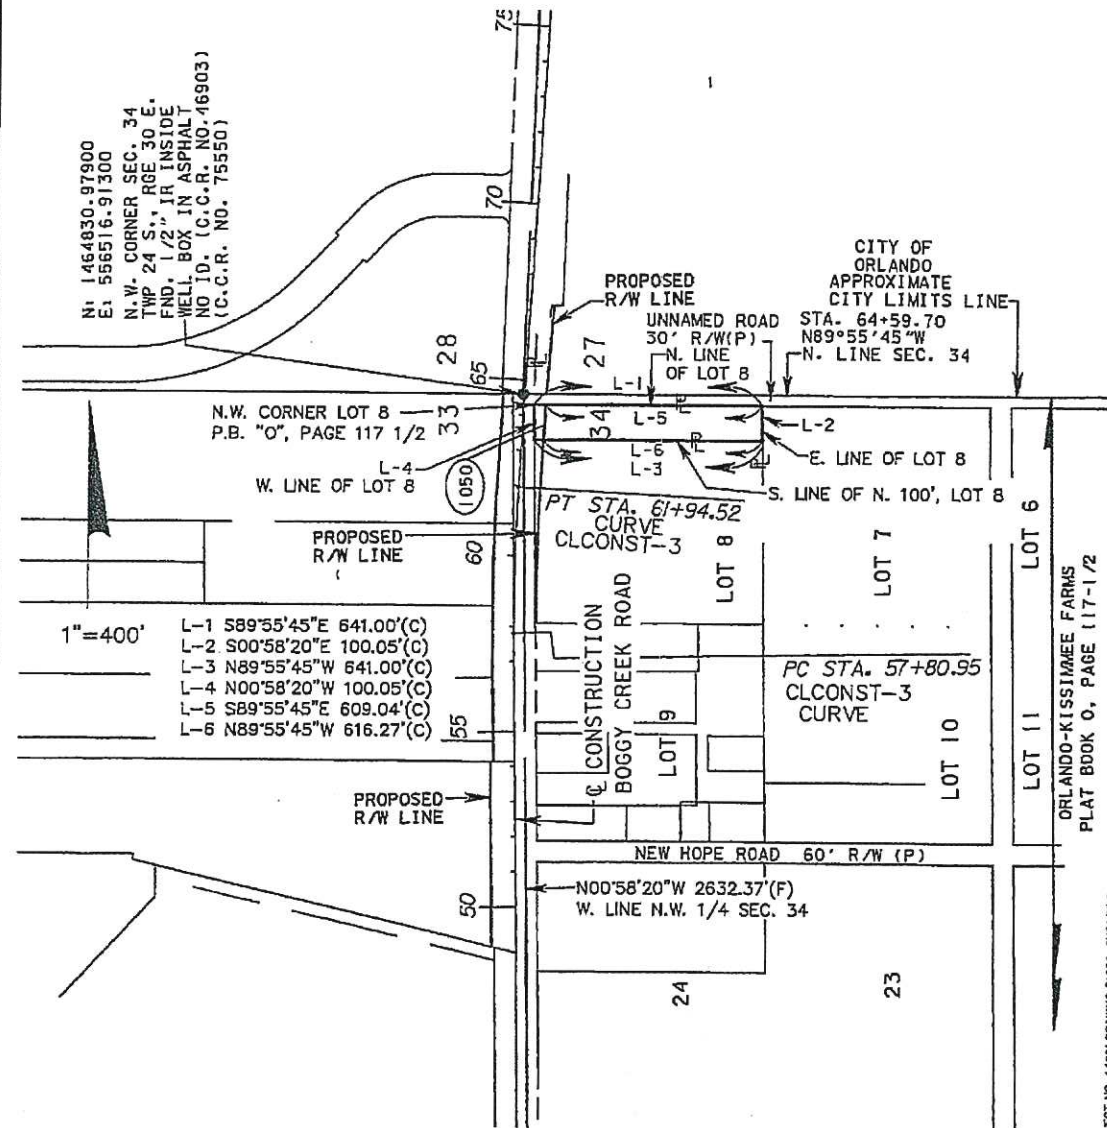 75
1
N: 1464830.97900
E: 556516.91300
N.W. CORNER SEC. 34
TWP 24 S., RGE 30 E.
FND. 1/2" IR INSIDE
WELL BOX IN ASPHALT
NO ID. (C.C.R. NO. 46903)
(C.C.R. NO. 75550)
70
PROPOSED
R/W LINE
CITY OF
ORLANDO
APPROXIMATE
CITY LIMITS LINE
UNNAMED ROAD
30' R/W(P)
N. LINE
OF LOT 8
STA. 64+59.70
N89°55'45"W
N. LINE SEC. 34
28
27
65
L-1
N.W. CORNER LOT 8
P.B. "O", PAGE 117 1/2
33
34
L-5
L-2
L-6
L-3
E. LINE OF LOT 8
L-4
W. LINE OF LOT 8
1050
S. LINE OF N. 100', LOT 8
PT STA. 61+94.52
CURVE
CLCONST-3
PROPOSED
R/W LINE
60
LOT 8
LOT 7
LOT 6
1"=400'
L-1 S89°55'45"E 641.00'(C)
L-2 S00°58'20"E 100.05'(C)
L-3 N89°55'45"W 641.00'(C)
L-4 N00°58'20"W 100.05'(C)
L-5 S89°55'45"E 609.04'(C)
L-6 N89°55'45"W 616.27'(C)
55
PC STA. 57+80.95
CLCONST-3
CURVE
℄ CONSTRUCTION
BOGGY CREEK ROAD
LOT 9
LOT 10
LOT 11
ORLANDO-KISSIMMEE FARMS
PLAT BOOK O, PAGE 117-1/2
PROPOSED
R/W LINE
NEW HOPE ROAD 60' R/W (P)
50
N00°58'20"W 2632.37'(F)
W. LINE N.W. 1/4 SEC. 34
24
23